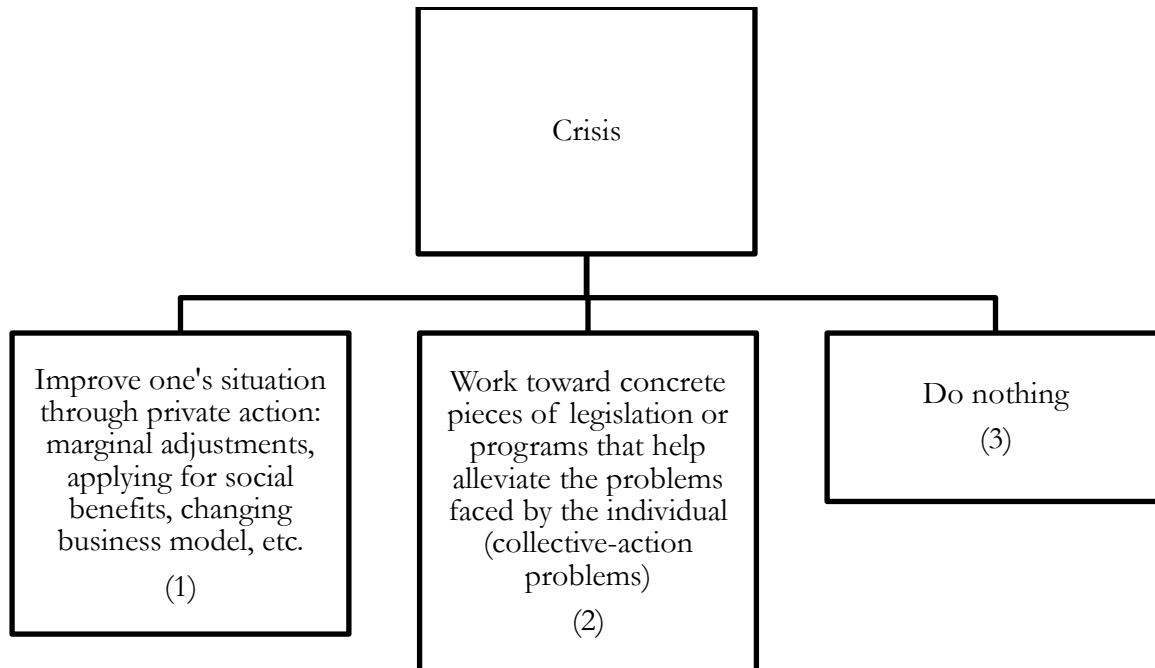 Crisis
Improve one's situation
through private action:
marginal adjustments,
applying for social
benefits, changing
business model, etc.
(1)
Work toward concrete
pieces of legislation or
programs that help
alleviate the problems
faced by the individual
(collective-action
problems)
(2)
Do nothing
(3)